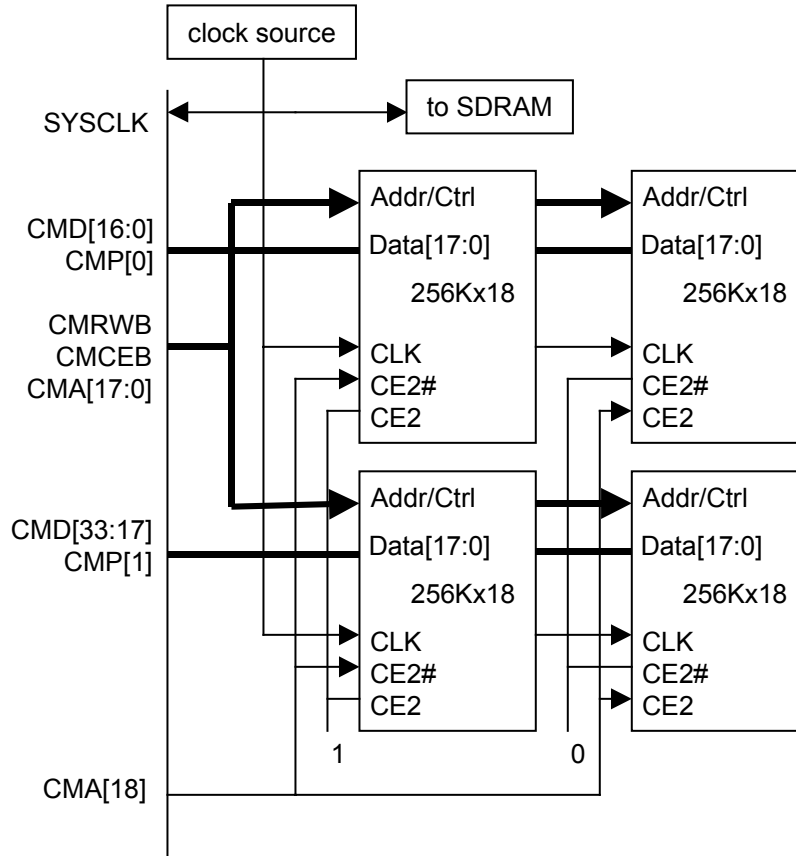 clock source
SYSCLK
to SDRAM
CMD[16:0]
CMP[0]
CMRWB
CMCEB
CMA[17:0]
Addr/Ctrl
Data[17:0]
256Kx18
CLK
CE2#
CE2
Addr/Ctrl
Data[17:0]
256Kx18
CLK
CE2#
CE2
CMD[33:17]
CMP[1]
Addr/Ctrl
Data[17:0]
256Kx18
CLK
CE2#
CE2
Addr/Ctrl
Data[17:0]
256Kx18
CLK
CE2#
CE2
1
0
CMA[18]